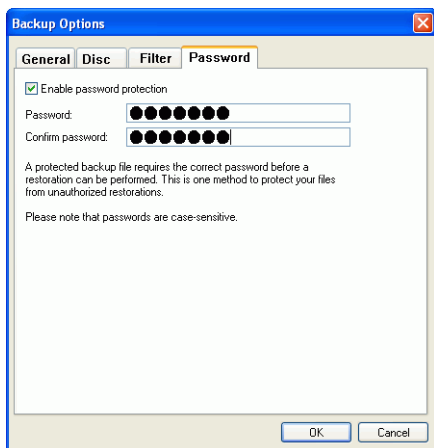 Backup Options
General Disc Filter Password
Enable password protection
Password: ●●●●●●●
Confirm password: ●●●●●●●
A protected backup file requires the correct password before a
restoration can be performed. This is one method to protect your files
from unauthorized restorations.
Please note that passwords are case-sensitive.
OK Cancel